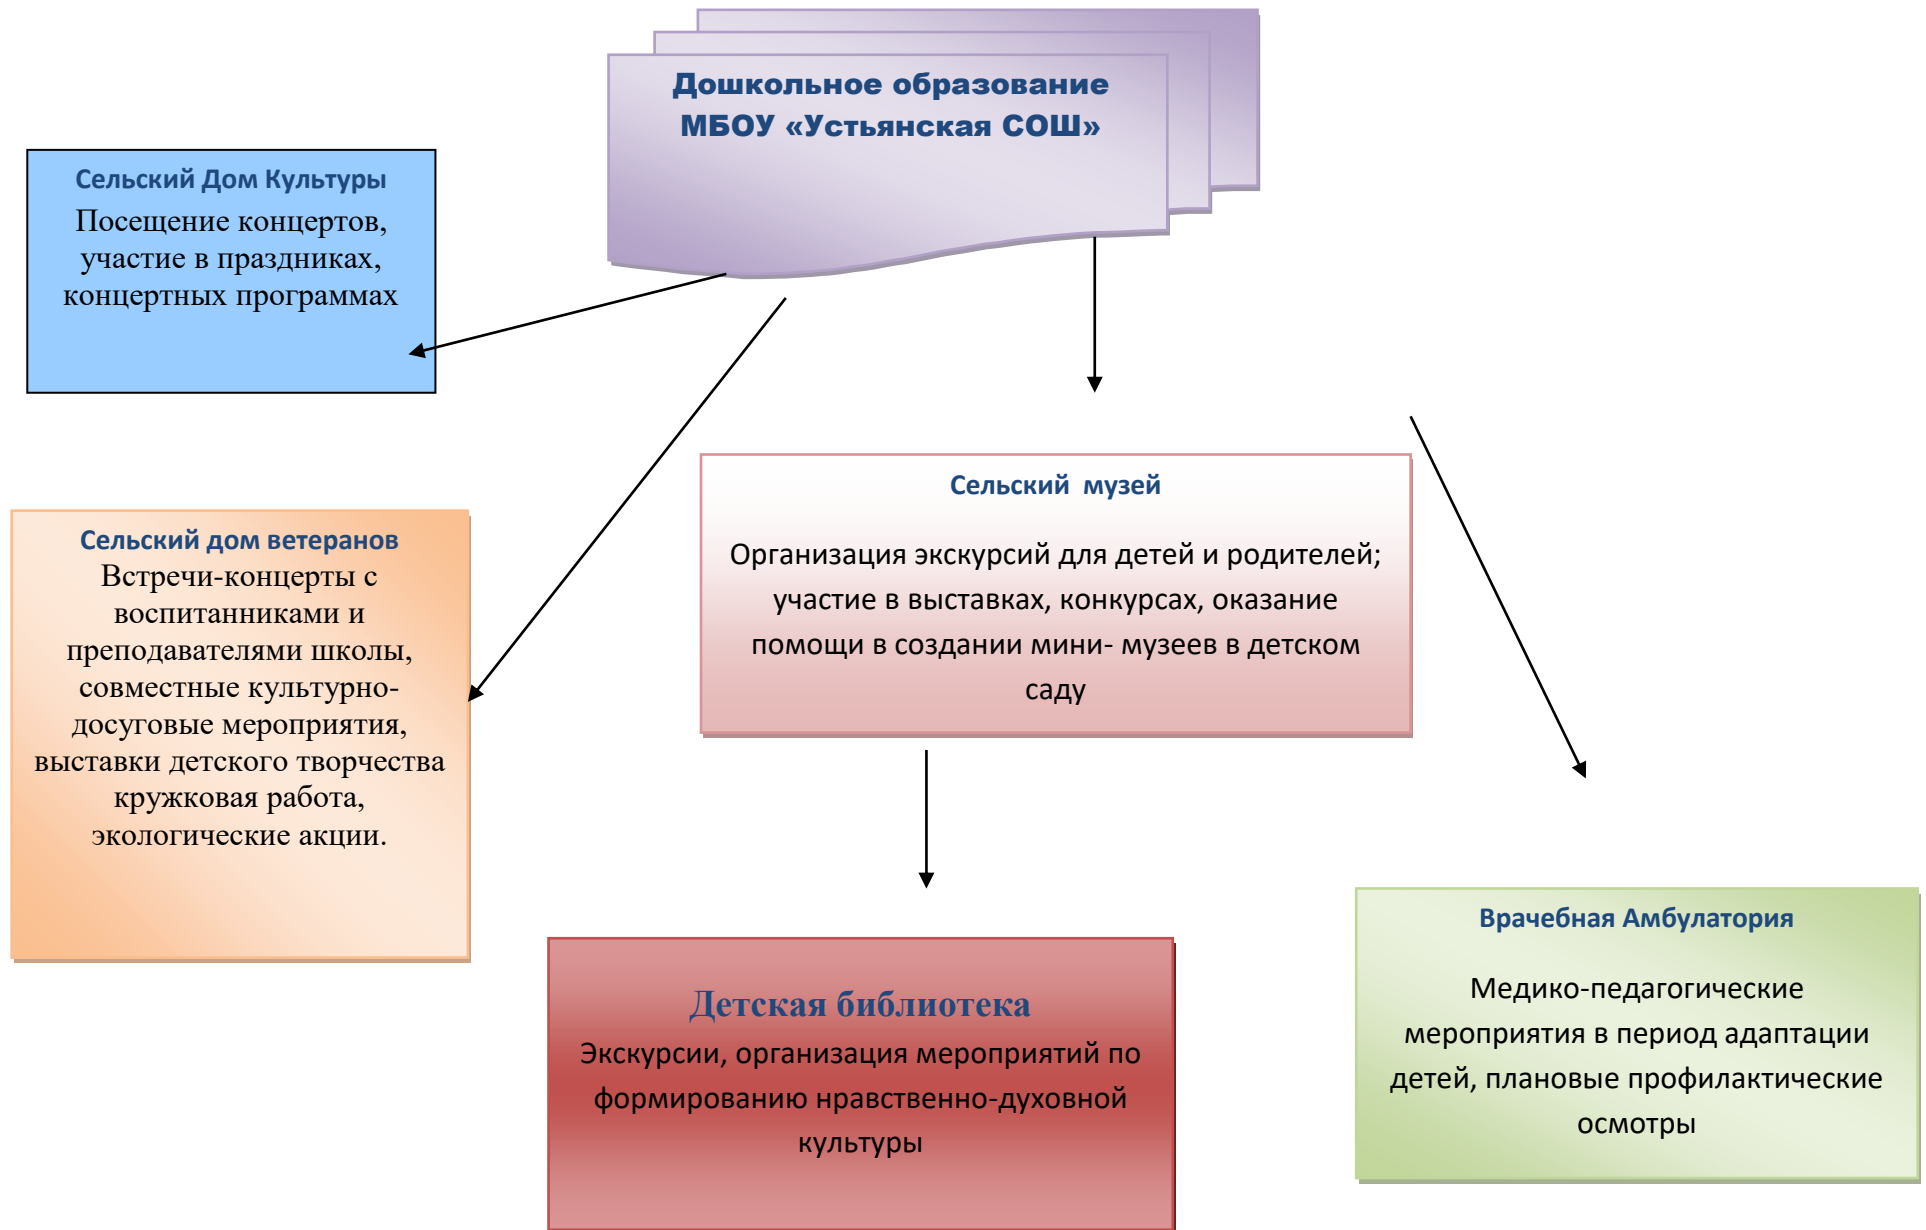 Дошкольное образование
МБОУ «Устьянская СОШ»
Сельский Дом Культуры
Посещение концертов,
участие в праздниках,
концертных программах
Сельский дом ветеранов
Встречи-концерты с
воспитанниками и
преподавателями школы,
совместные культурно-
досуговые мероприятия,
выставки детского творчества
кружковая работа,
экологические акции.
Сельский музей
Организация экскурсий для детей и родителей;
участие в выставках, конкурсах, оказание
помощи в создании мини- музеев в детском
саду
Детская библиотека
Экскурсии, организация мероприятий по
формированию нравственно-духовной
культуры
Врачебная Амбулатория
Медико-педагогические
мероприятия в период адаптации
детей, плановые профилактические
осмотры